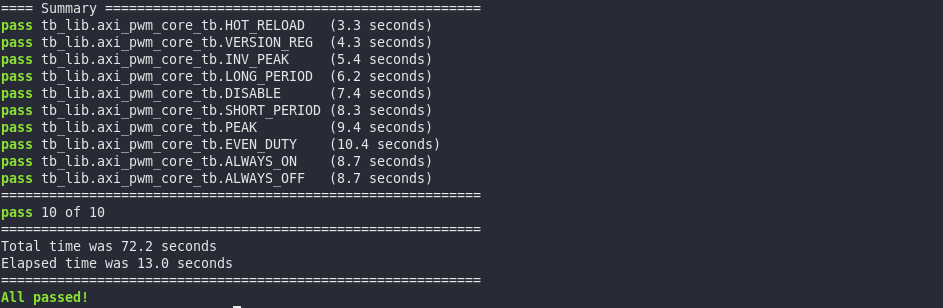 ==== Summary ===============================================
pass tb_lib.axi_pwm_core_tb.HOT_RELOAD   (3.3 seconds)
pass tb_lib.axi_pwm_core_tb.VERSION_REG  (4.3 seconds)
pass tb_lib.axi_pwm_core_tb.INV_PEAK     (5.4 seconds)
pass tb_lib.axi_pwm_core_tb.LONG_PERIOD  (6.2 seconds)
pass tb_lib.axi_pwm_core_tb.DISABLE      (7.4 seconds)
pass tb_lib.axi_pwm_core_tb.SHORT_PERIOD (8.3 seconds)
pass tb_lib.axi_pwm_core_tb.PEAK         (9.4 seconds)
pass tb_lib.axi_pwm_core_tb.EVEN_DUTY    (10.4 seconds)
pass tb_lib.axi_pwm_core_tb.ALWAYS_ON    (8.7 seconds)
pass tb_lib.axi_pwm_core_tb.ALWAYS_OFF   (8.7 seconds)
============================================================
pass 10 of 10
============================================================
Total time was 72.2 seconds
Elapsed time was 13.0 seconds
============================================================
All passed!